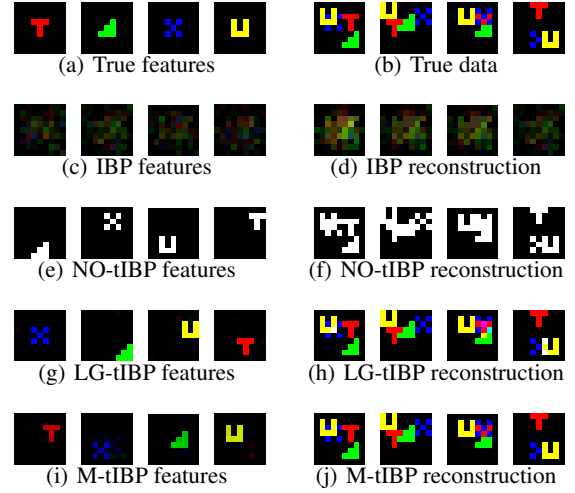 (a) True features
(b) True data
(c) IBP features
(d) IBP reconstruction
(e) NO-tIBP features
(f) NO-tIBP reconstruction
(g) LG-tIBP features
(h) LG-tIBP reconstruction
(i) M-tIBP features
(j) M-tIBP reconstruction